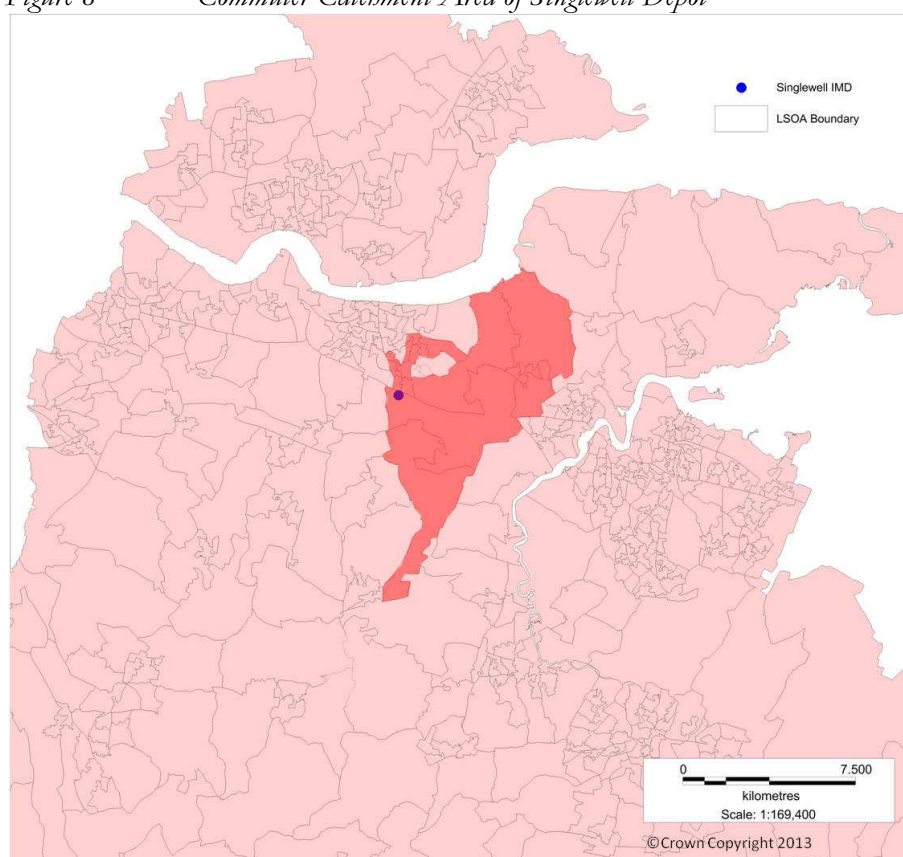 Figure 8 Commuter Catchment Area of Singlewell Depot
Singlewell IMD
LSOA Boundary
0 7.500
kilometres
Scale: 1:169,400
©Crown Copyright 2013